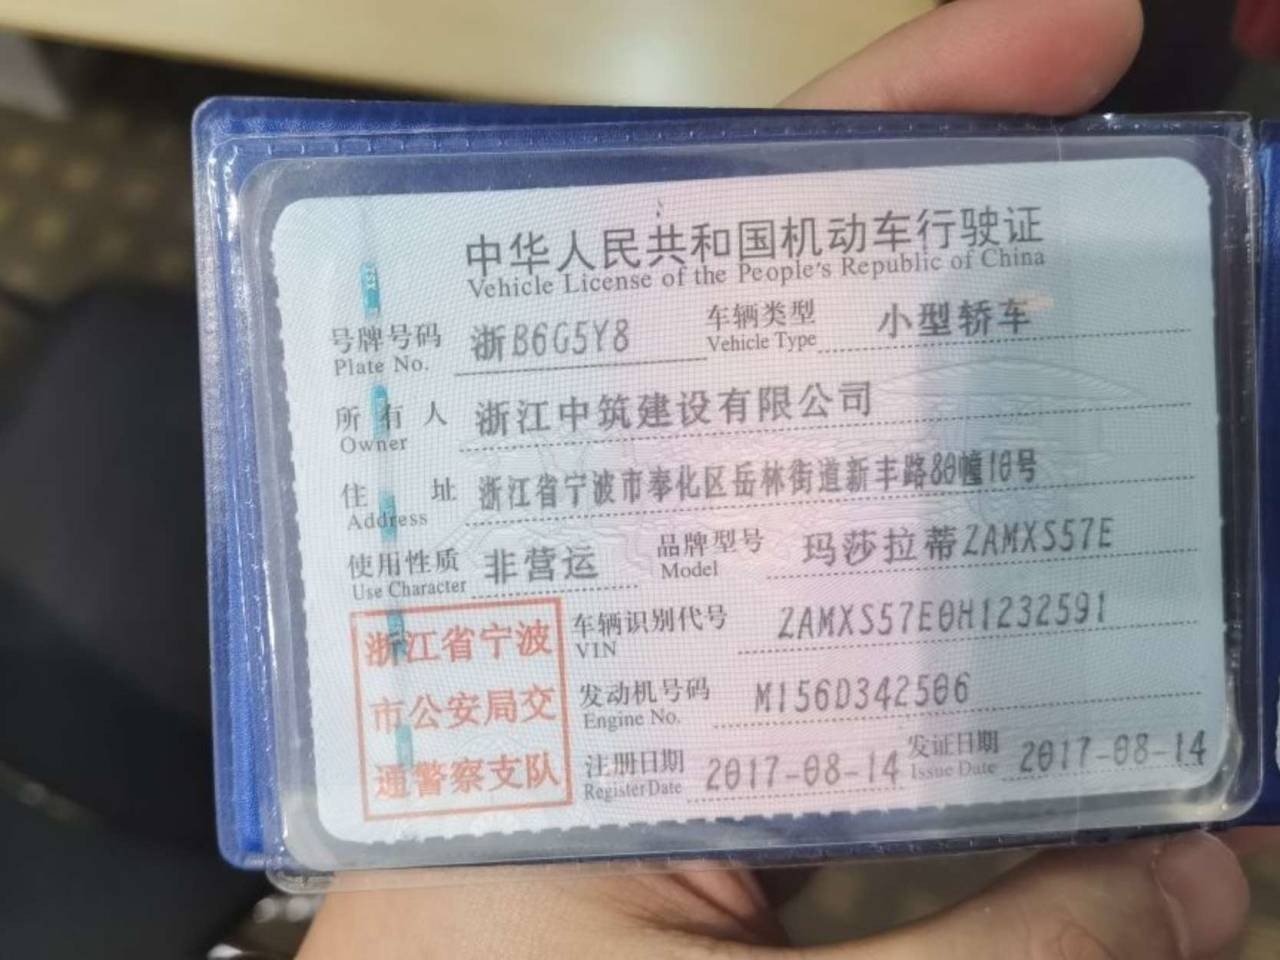 中华人民共和国机动车行驶证
Vehicle License of the People's Republic of China
号牌号码 浙B6G5Y8 车辆类型 小型轿车
Plate No. Vehicle Type
所有人 浙江中筑建设有限公司
Owner
住址 浙江省宁波市奉化区岳林街道新丰路80幢10号
Address
使用性质 非营运 品牌型号 玛莎拉蒂ZAMXS57E
Use Character Model
浙江省宁波
市公安局交
通警察支队
车辆识别代号 ZAMXS57E0H1232591
VIN
发动机号码 M156D342506
Engine No.
注册日期 2017-08-14 发证日期 2017-08-14
Register Date Issue Date